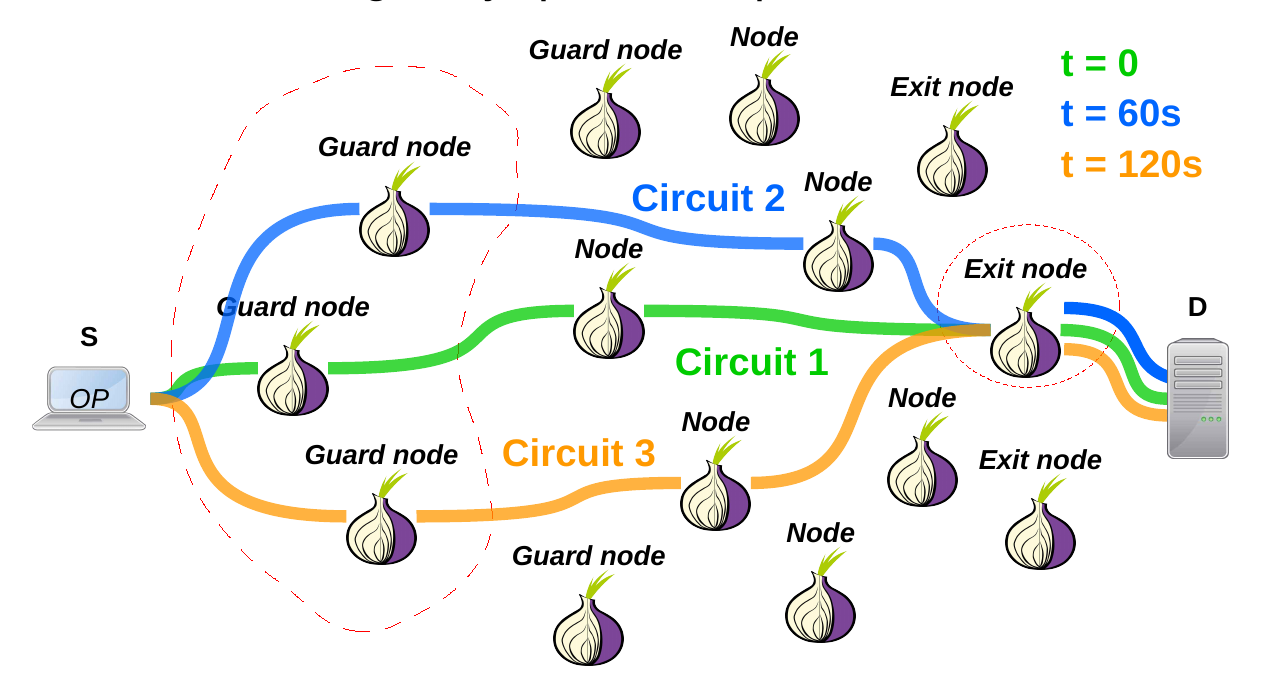 Guard node
Node
Exit node
t = 0
t = 60s
t = 120s
Guard node
Circuit 2
Node
Node
Exit node
Guard node
S
D
OP
Circuit 1
Node
Node
Guard node
Circuit 3
Exit node
Guard node
Node